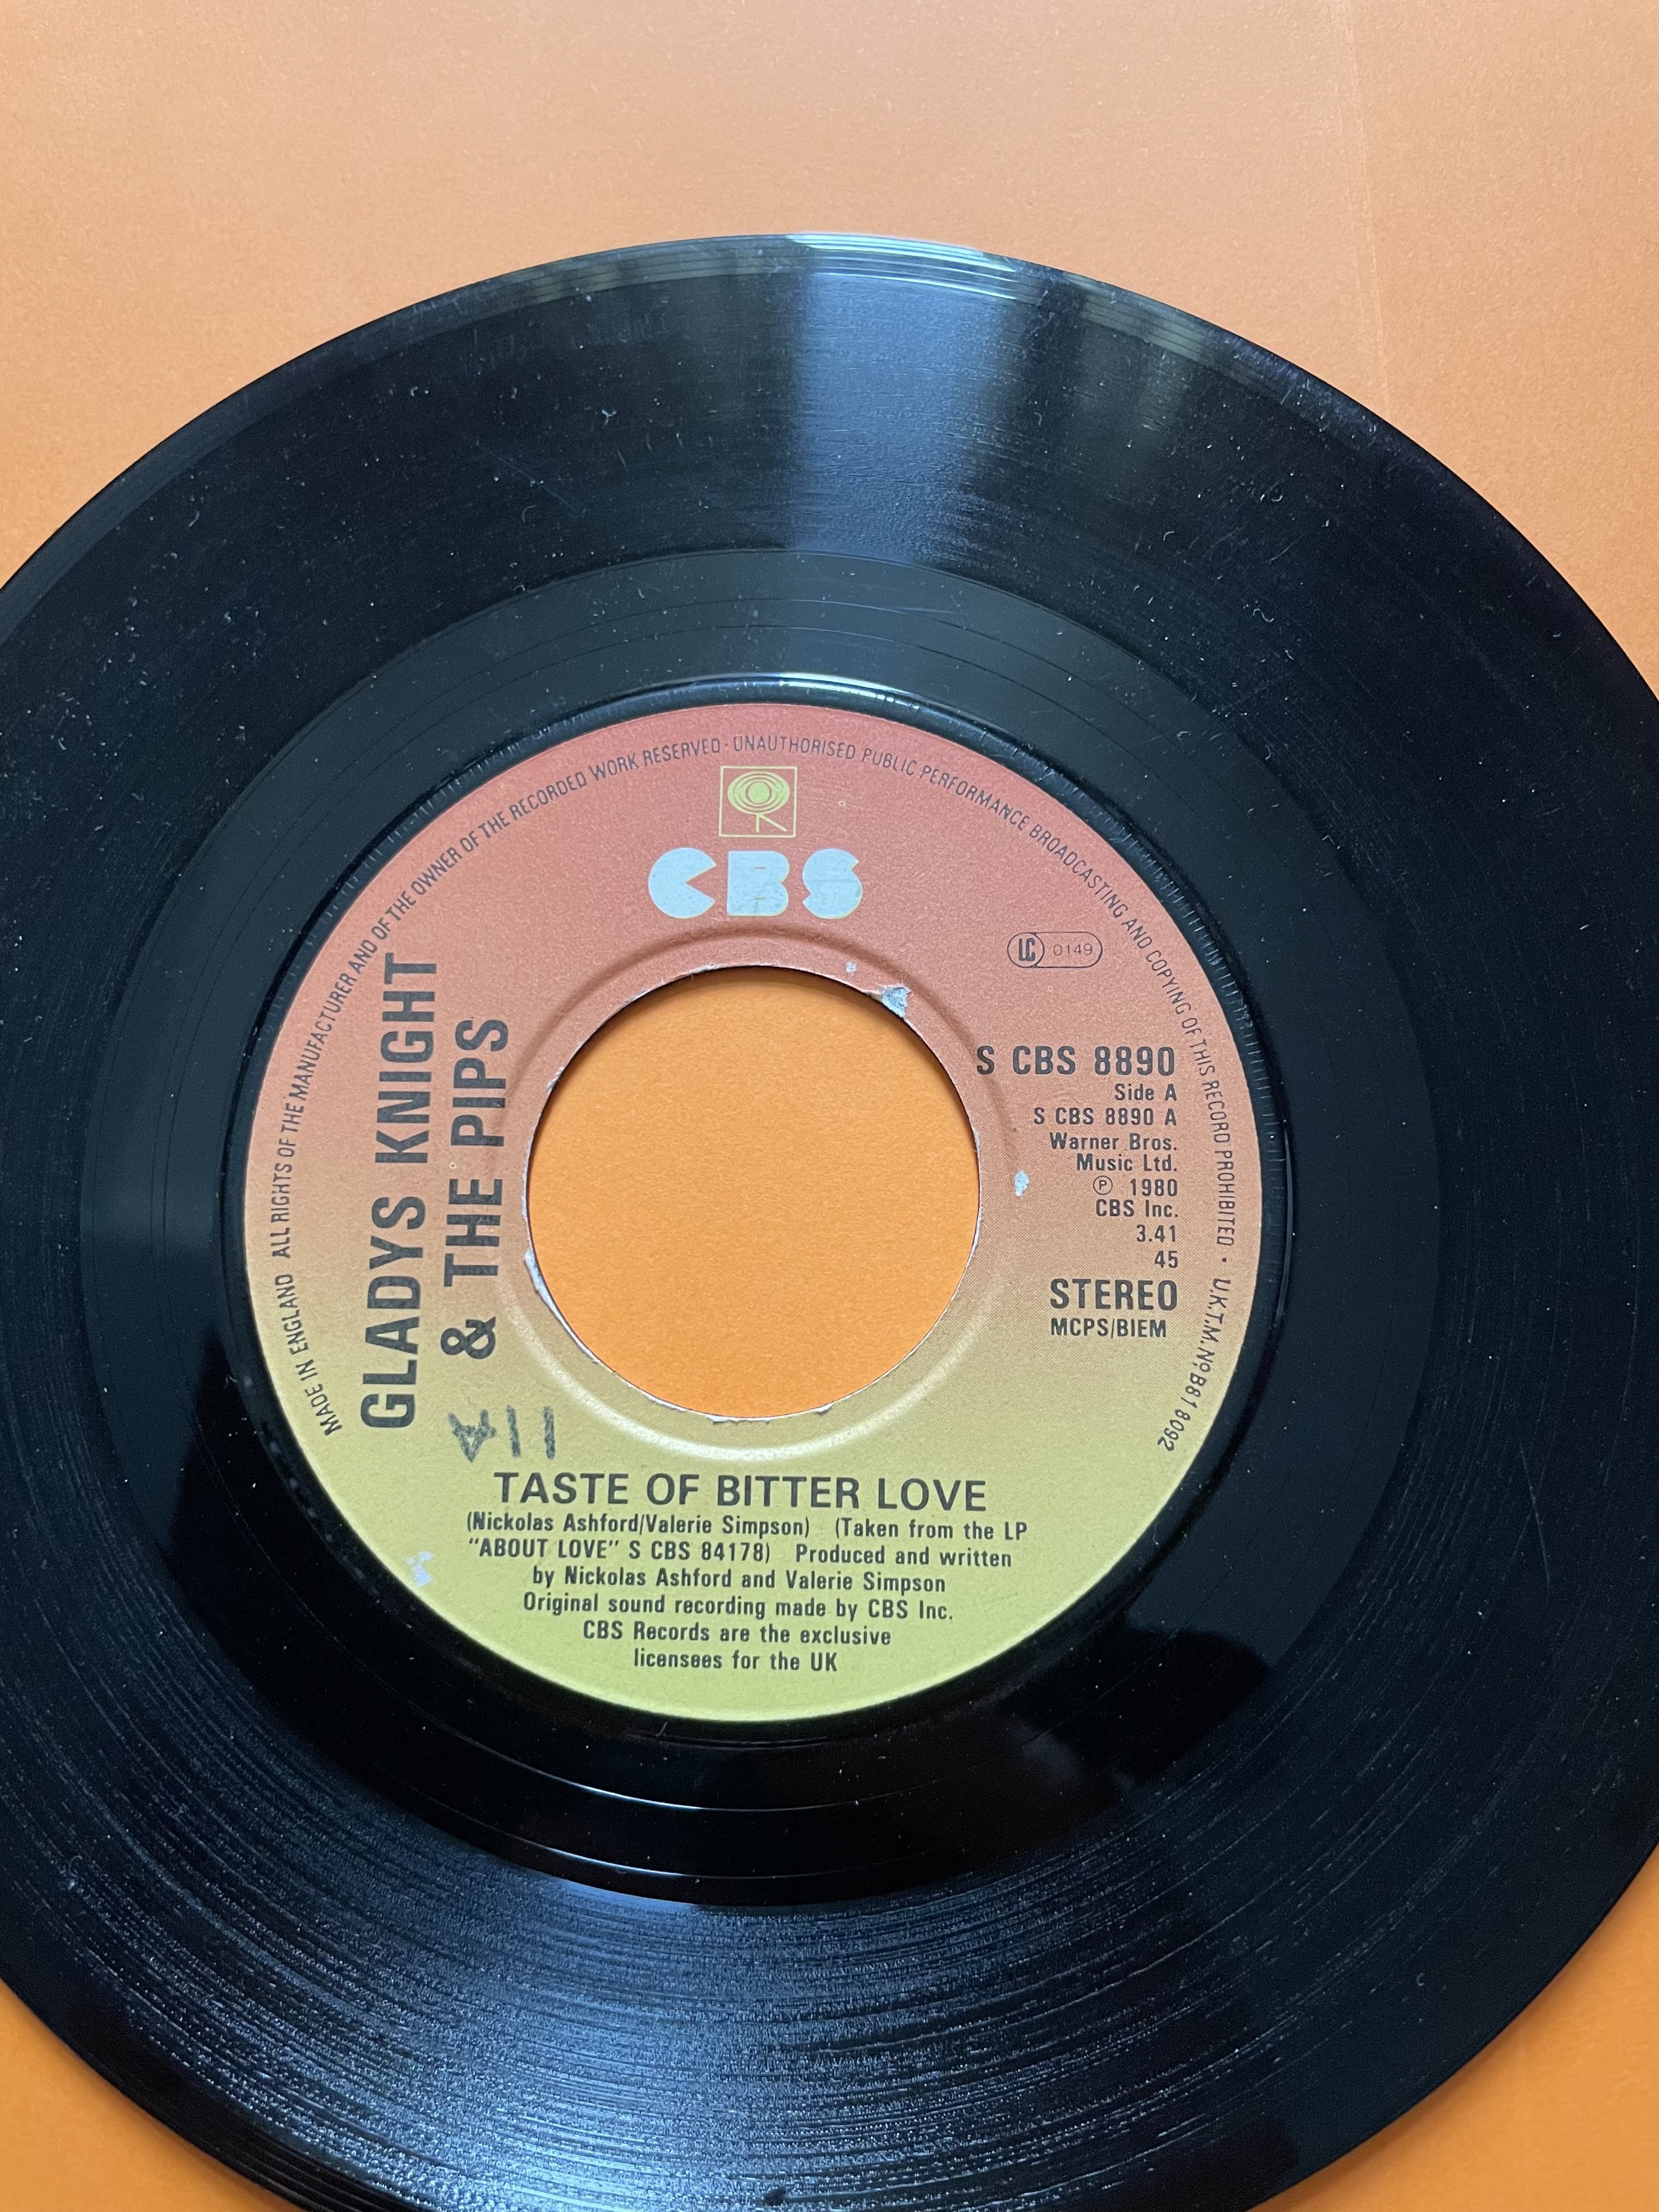 MADE IN ENGLAND ALL RIGHTS OF THE MANUFACTURER AND OF THE OWNER OF THE RECORDED WORK RESERVED · UNAUTHORISED PUBLIC PERFORMANCE BROADCASTING AND COPYING OF THIS RECORD PROHIBITED · U.K.T.M. Nº B618092
CBS
LC 0149
GLADYS KNIGHT
& THE PIPS
S CBS 8890
Side A
S CBS 8890 A
Warner Bros.
Music Ltd.
℗ 1980
CBS Inc.
3.41
45
STEREO
MCPS/BIEM
11A
TASTE OF BITTER LOVE
(Nickolas Ashford/Valerie Simpson) (Taken from the LP
"ABOUT LOVE" S CBS 84178) Produced and written
by Nickolas Ashford and Valerie Simpson
Original sound recording made by CBS Inc.
CBS Records are the exclusive
licensees for the UK